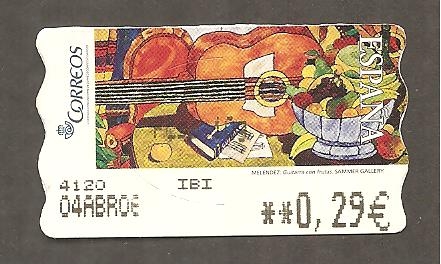 CORREOS
ESPAÑA
MELENDEZ. Guitarra con frutas. SAMMER GALLERY
4120 IBI
04ABR06
**0,29€